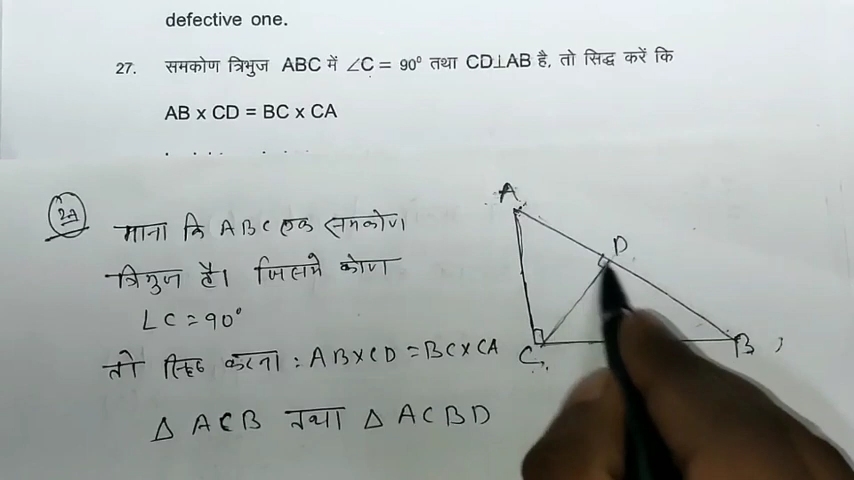 defective one.
27. समकोण त्रिभुज ABC में ∠C = 90° तथा CD⊥AB है, तो सिद्ध करें कि
AB x CD = BC x CA
27 माना कि ABC एक समकोण
त्रिभुज है। जिसमे कोण
∠C = 90°
तो सिद्ध करना : AB×CD = BC×CA
Δ ACB तथा Δ ACBD
A
D
C
B